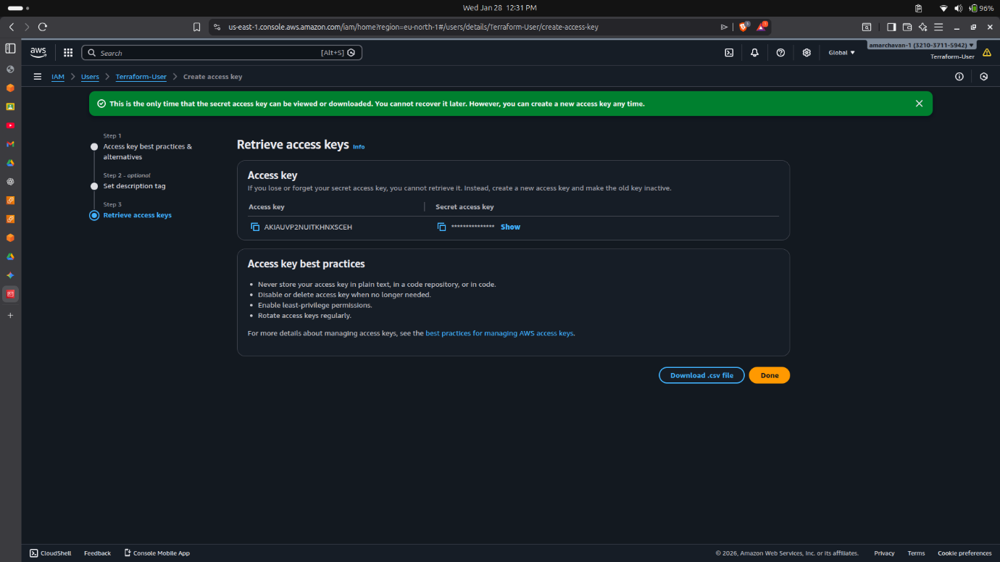 Wed Jan 28 12:31 PM
96%
us-east-1.console.aws.amazon.com/iam/home?region=eu-north-1#/users/details/Terraform-User/create-access-key
aws
Search
[Alt+S]
Global ▼
amarchavan-1 (3210-3711-5942) ▼
Terraform-User
IAM > Users > Terraform-User > Create access key
This is the only time that the secret access key can be viewed or downloaded. You cannot recover it later. However, you can create a new access key any time.
Step 1
Access key best practices &
alternatives
Step 2 - optional
Set description tag
Step 3
Retrieve access keys
Retrieve access keys Info
Access key
If you lose or forget your secret access key, you cannot retrieve it. Instead, create a new access key and make the old key inactive.
Access key
Secret access key
AKIAUVP2NUITKHNXSCEH
*************** Show
Access key best practices
• Never store your access key in plain text, in a code repository, or in code.
• Disable or delete access key when no longer needed.
• Enable least-privilege permissions.
• Rotate access keys regularly.
For more details about managing access keys, see the best practices for managing AWS access keys.
Download .csv file
Done
CloudShell
Feedback
Console Mobile App
© 2026, Amazon Web Services, Inc. or its affiliates.
Privacy
Terms
Cookie preferences